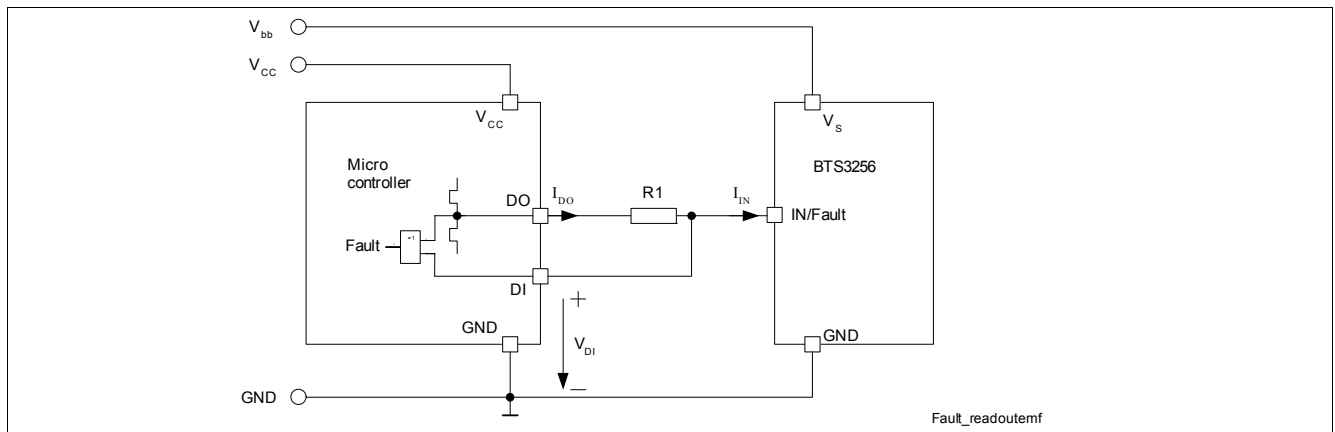 Vbb
VCC
VCC
VS
Micro
controller
BTS3256
DO
IDO
R1
IIN
IN/Fault
=1
Fault
DI
GND
+
VDI
GND
–
GND
Fault_readoutemf